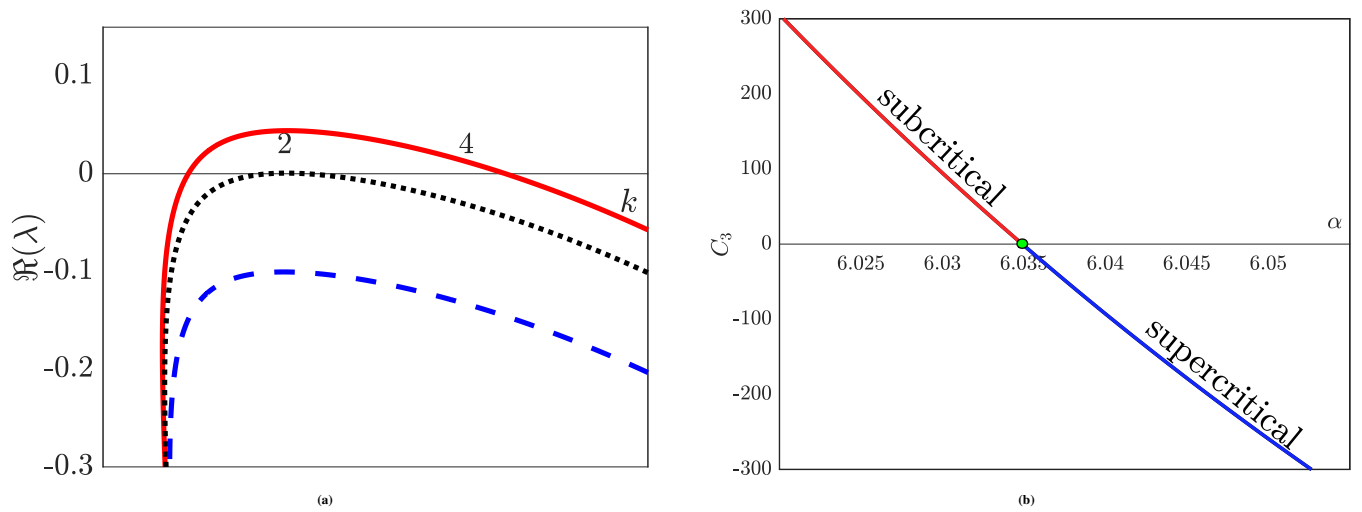 0.1
0
-0.1
-0.2
-0.3
ℜ(λ)
2
4
k
(a)
300
200
100
0
-100
-200
-300
C₃
subcritical
supercritical
α
6.025
6.03
6.035
6.04
6.045
6.05
(b)